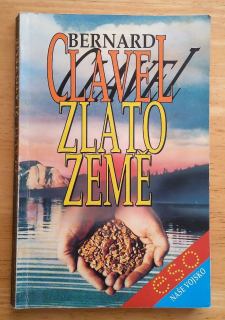 BERNARD
CLAVEL
ZLATO
ZEMĚ
eso
NAŠE VOJSKO